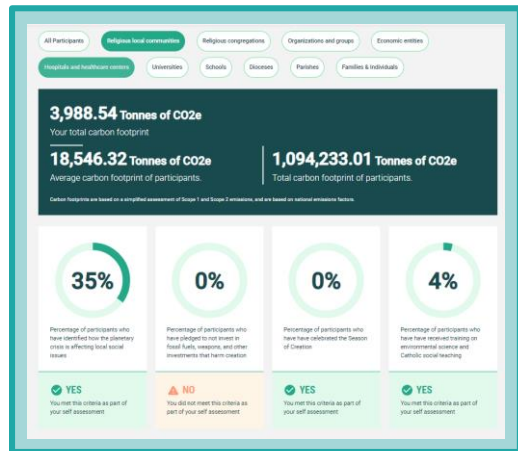 All Participants
Religious local communities
Religious congregations
Organizations and groups
Economic entities
Hospitals and healthcare centers
Universities
Schools
Dioceses
Parishes
Families & Individuals
3,988.54 Tonnes of CO2e
Your total carbon footprint
18,546.32 Tonnes of CO2e
Average carbon footprint of participants.
1,094,233.01 Tonnes of CO2e
Total carbon footprint of participants.
Carbon footprints are based on a simplified assessment of Scope 1 and Scope 2 emissions, and are based on national emissions factors.
35%
Percentage of participants who
have identified how the planetary
crisis is affecting local social
issues
YES
You met this criteria as part of
your self assessment
0%
Percentage of participants who
have pledged to not invest in
fossil fuels, weapons, and other
investments that harm creation
NO
You did not meet this criteria as
part of your self assessment
0%
Percentage of participants who
have have celebrated the Season
of Creation
YES
You met this criteria as part of
your self assessment
4%
Percentage of participants who
have have received training on
environmental science and
Catholic social teaching
YES
You met this criteria as part of
your self assessment